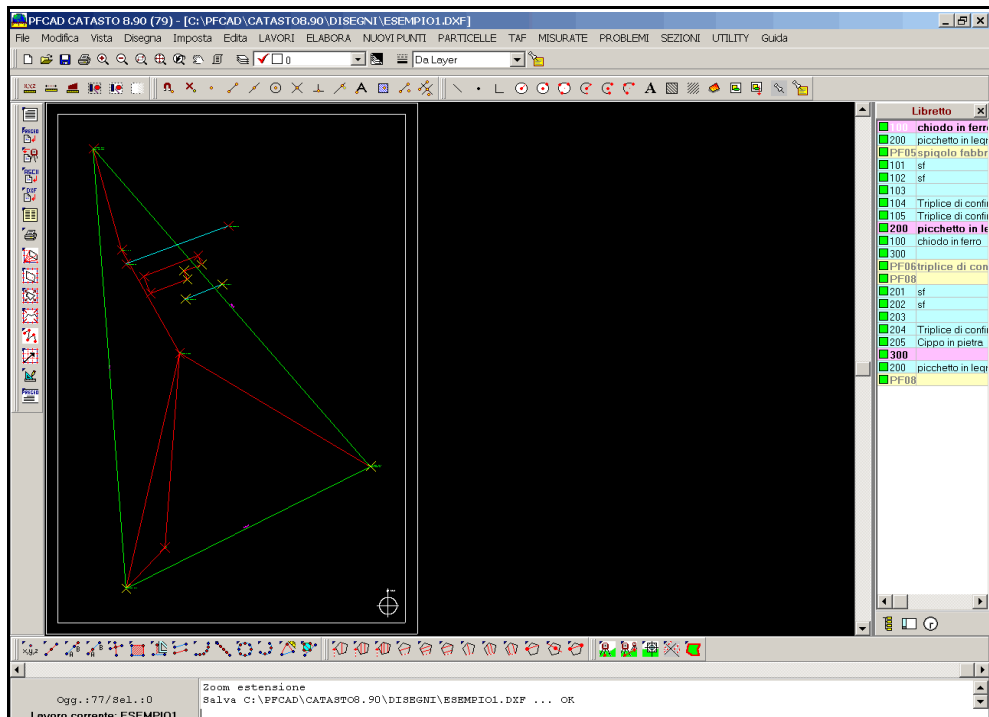 PFCAD CATASTO 8.90 (79) - [C:\PFCAD\CATASTO8.90\DISEGNI\ESEMPIO1.DXF]
File Modifica Vista Disegna Imposta Edita LAVORI ELABORA NUOVI PUNTI PARTICELLE TAF MISURATE PROBLEMI SEZIONI UTILITY Guida
0 Da Layer
Libretto
100 chiodo in ferr
200 picchetto in legr
PF05 spigolo fabbr
101 sf
102 sf
103
104 Triplice di confi
105 Triplice di confi
200 picchetto in le
100 chiodo in ferro
300
PF06 triplice di con
PF08
201 sf
202 sf
203
204 Triplice di confi
205 Cippo in pietra
300
200 picchetto in legr
PF08
Zoom estensione
Ogg.:77/Sel.:0
Salva C:\PFCAD\CATASTO8.90\DISEGNI\ESEMPIO1.DXF ... OK
Lavoro corrente: ESEMPIO1